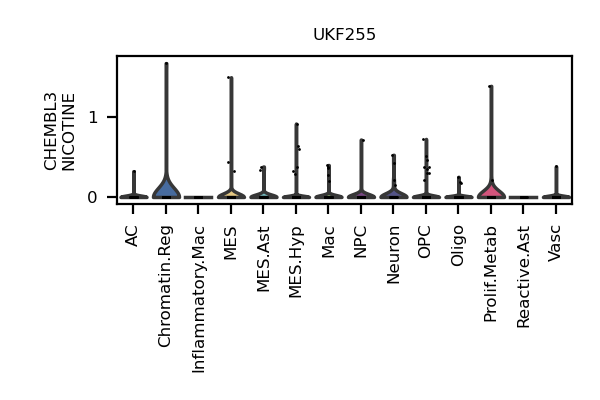 UKF255
CHEMBL3
NICOTINE
1
0
AC
Chromatin.Reg
Inflammatory.Mac
MES
MES.Ast
MES.Hyp
Mac
NPC
Neuron
OPC
Oligo
Prolif.Metab
Reactive.Ast
Vasc